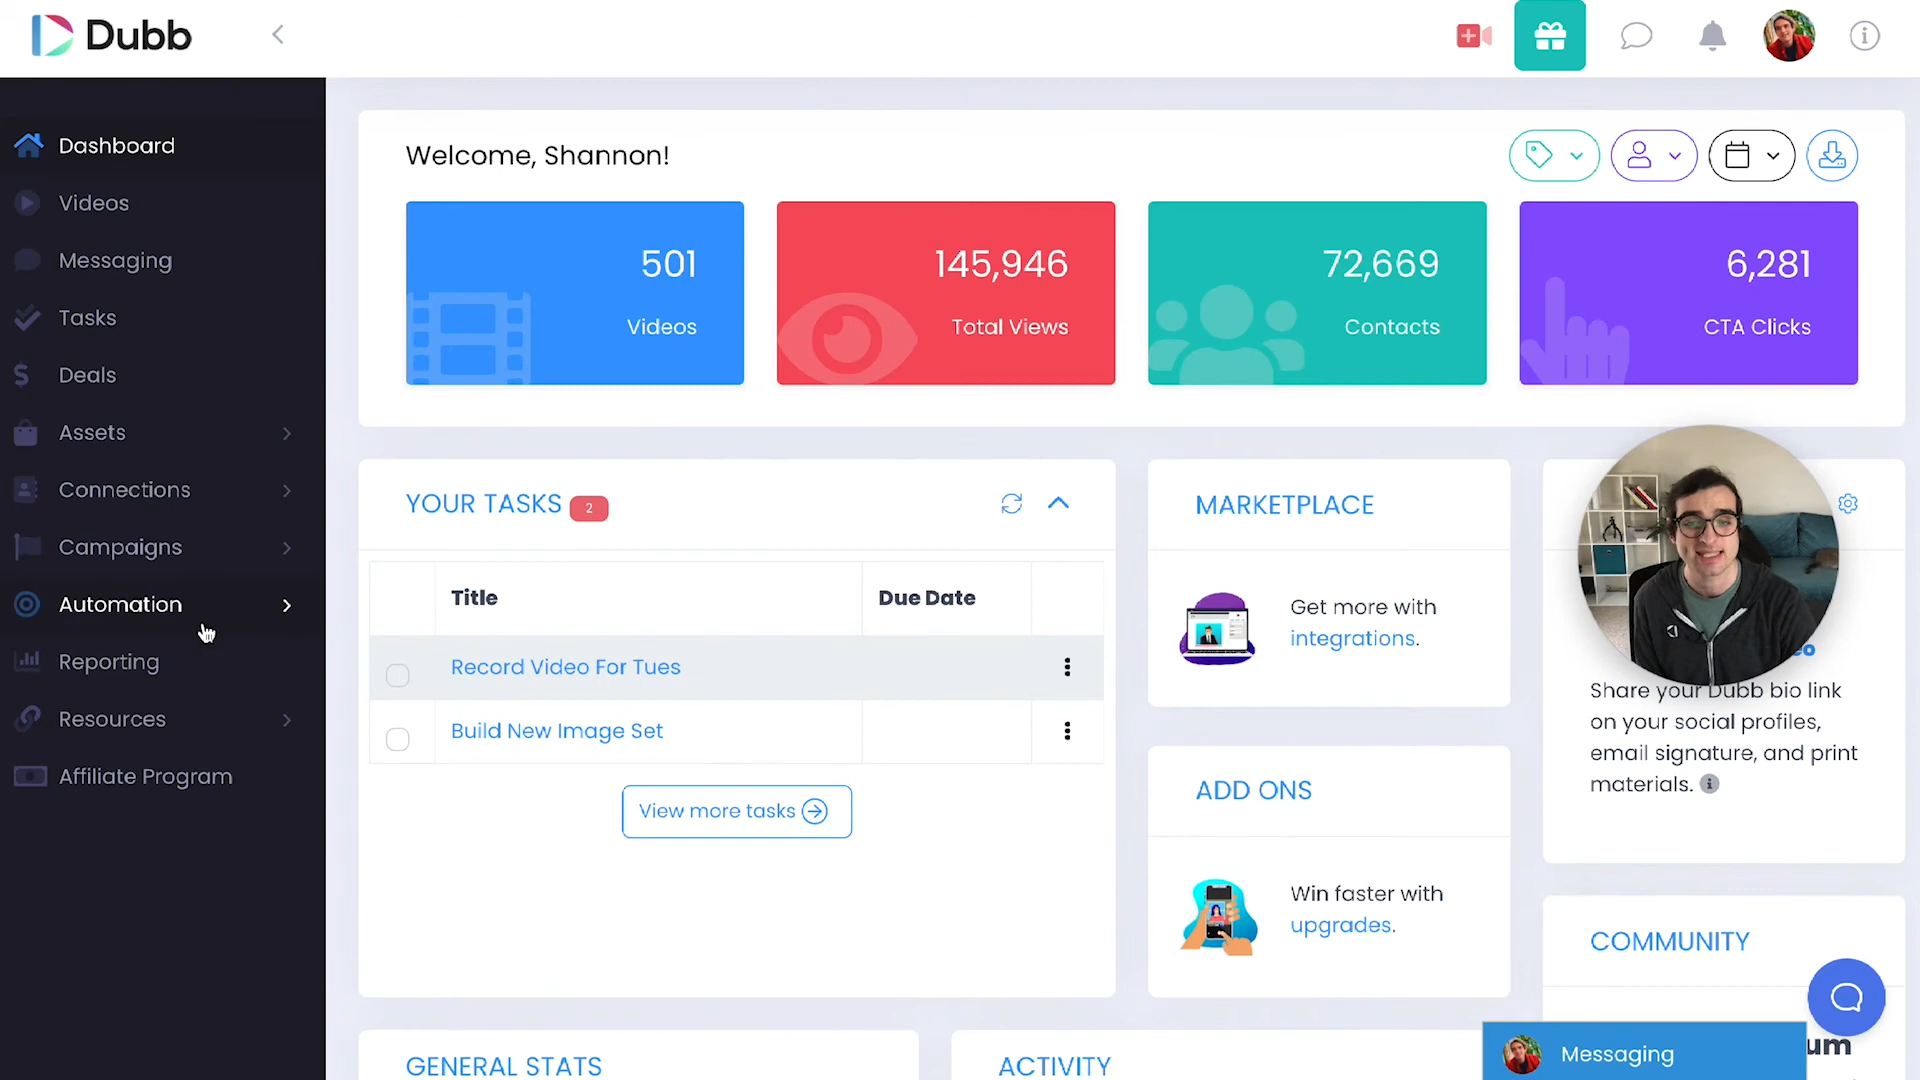 Dubb
Dashboard
Videos
Messaging
Tasks
Deals
Assets
Connections
Campaigns
Automation
Reporting
Resources
Affiliate Program
Welcome, Shannon!
501
Videos
145,946
Total Views
72,669
Contacts
6,281
CTA Clicks
YOUR TASKS 2
Title Due Date
Record Video For Tues
Build New Image Set
View more tasks
MARKETPLACE
Get more with
integrations.
ADD ONS
Win faster with
upgrades.
Share your Dubb bio link
on your social profiles,
email signature, and print
materials.
COMMUNITY
GENERAL STATS
ACTIVITY
Messaging